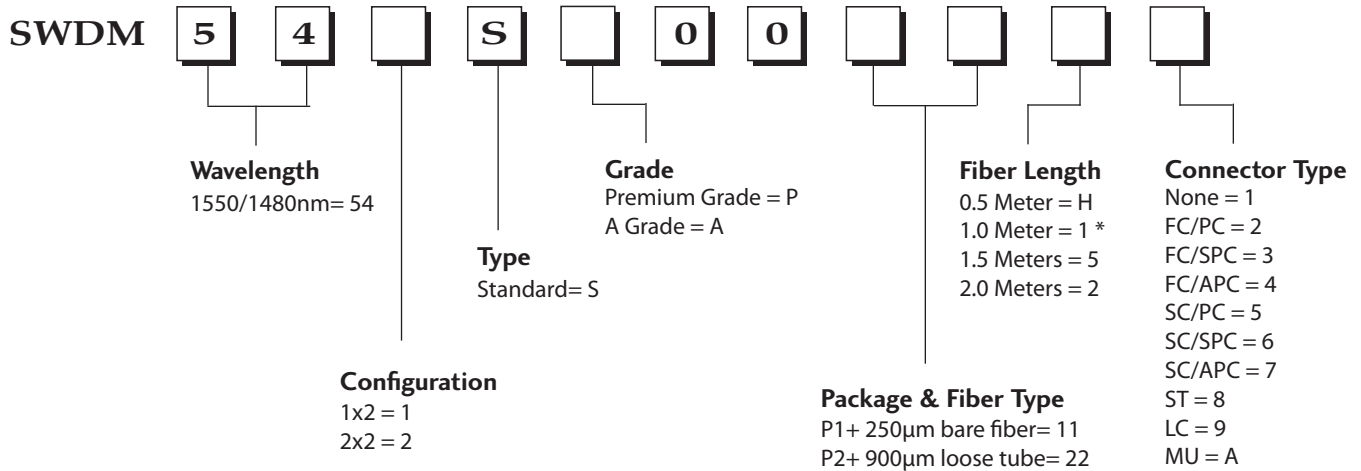 SWDM 5 4 S 0 0
Wavelength
1550/1480nm= 54
Configuration
1x2 = 1
2x2 = 2
Type
Standard= S
Grade
Premium Grade = P
A Grade = A
Package & Fiber Type
P1+ 250μm bare fiber= 11
P2+ 900μm loose tube= 22
Fiber Length
0.5 Meter = H
1.0 Meter = 1 *
1.5 Meters = 5
2.0 Meters = 2
Connector Type
None = 1
FC/PC = 2
FC/SPC = 3
FC/APC = 4
SC/PC = 5
SC/SPC = 6
SC/APC = 7
ST = 8
LC = 9
MU = A